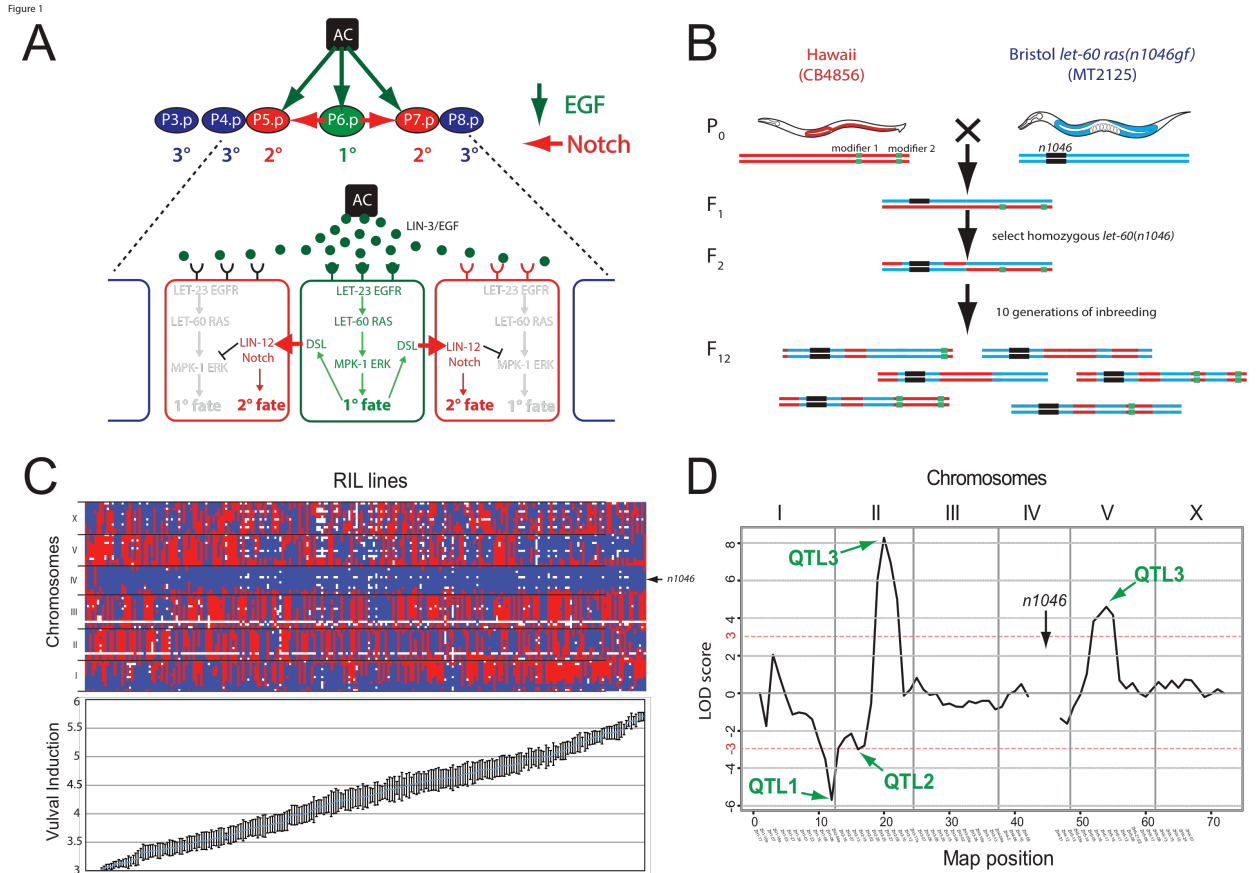 Figure 1
A
AC
P3.p
P4.p
P5.p
P6.p
P7.p
P8.p
3°
3°
2°
1°
2°
3°
EGF
Notch
AC
LIN-3/EGF
LET-23 EGFR
LET-60 RAS
MPK-1 ERK
1° fate
LIN-12
Notch
2° fate
DSL
LET-23 EGFR
LET-60 RAS
MPK-1 ERK
1° fate
DSL
LIN-12
Notch
2° fate
LET-23 EGFR
LET-60 RAS
MPK-1 ERK
1° fate
B
Hawaii
(CB4856)
Bristol let-60 ras(n1046gf)
(MT2125)
P0
modifier 1
modifier 2
n1046
F1
select homozygous let-60(n1046)
F2
10 generations of inbreeding
F12
C
RIL lines
Chromosomes
X
V
IV
III
II
I
n1046
Vulval Induction
6
5.5
5
4.5
4
3.5
3
D
Chromosomes
I II III IV V X
LOD score
8
6
4
3
2
0
-2
-3
-4
-6
QTL3
QTL3
n1046
QTL1
QTL2
0 10 20 30 40 50 60 70
Map position